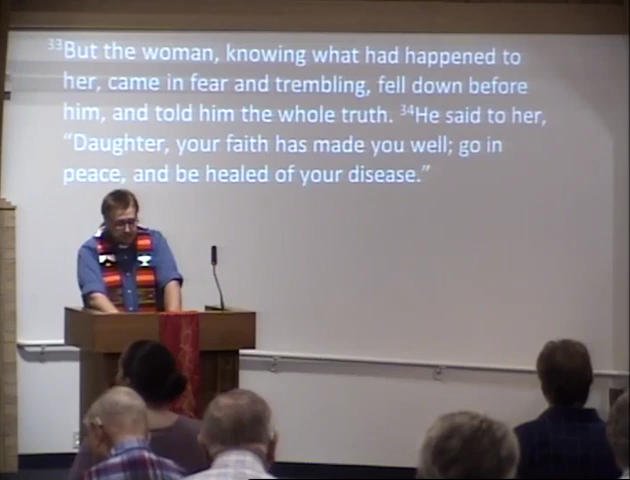 ³³But the woman, knowing what had happened to
her, came in fear and trembling, fell down before
him, and told him the whole truth. ³⁴He said to her,
“Daughter, your faith has made you well; go in
peace, and be healed of your disease.”